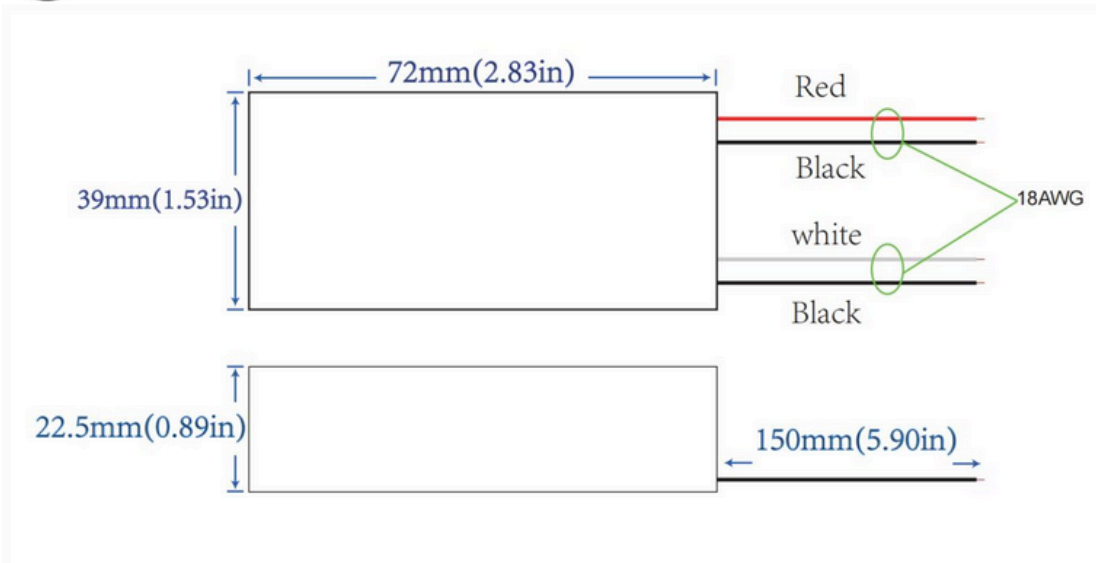 72mm(2.83in)
Red
39mm(1.53in)
Black
18AWG
white
Black
22.5mm(0.89in)
150mm(5.90in)